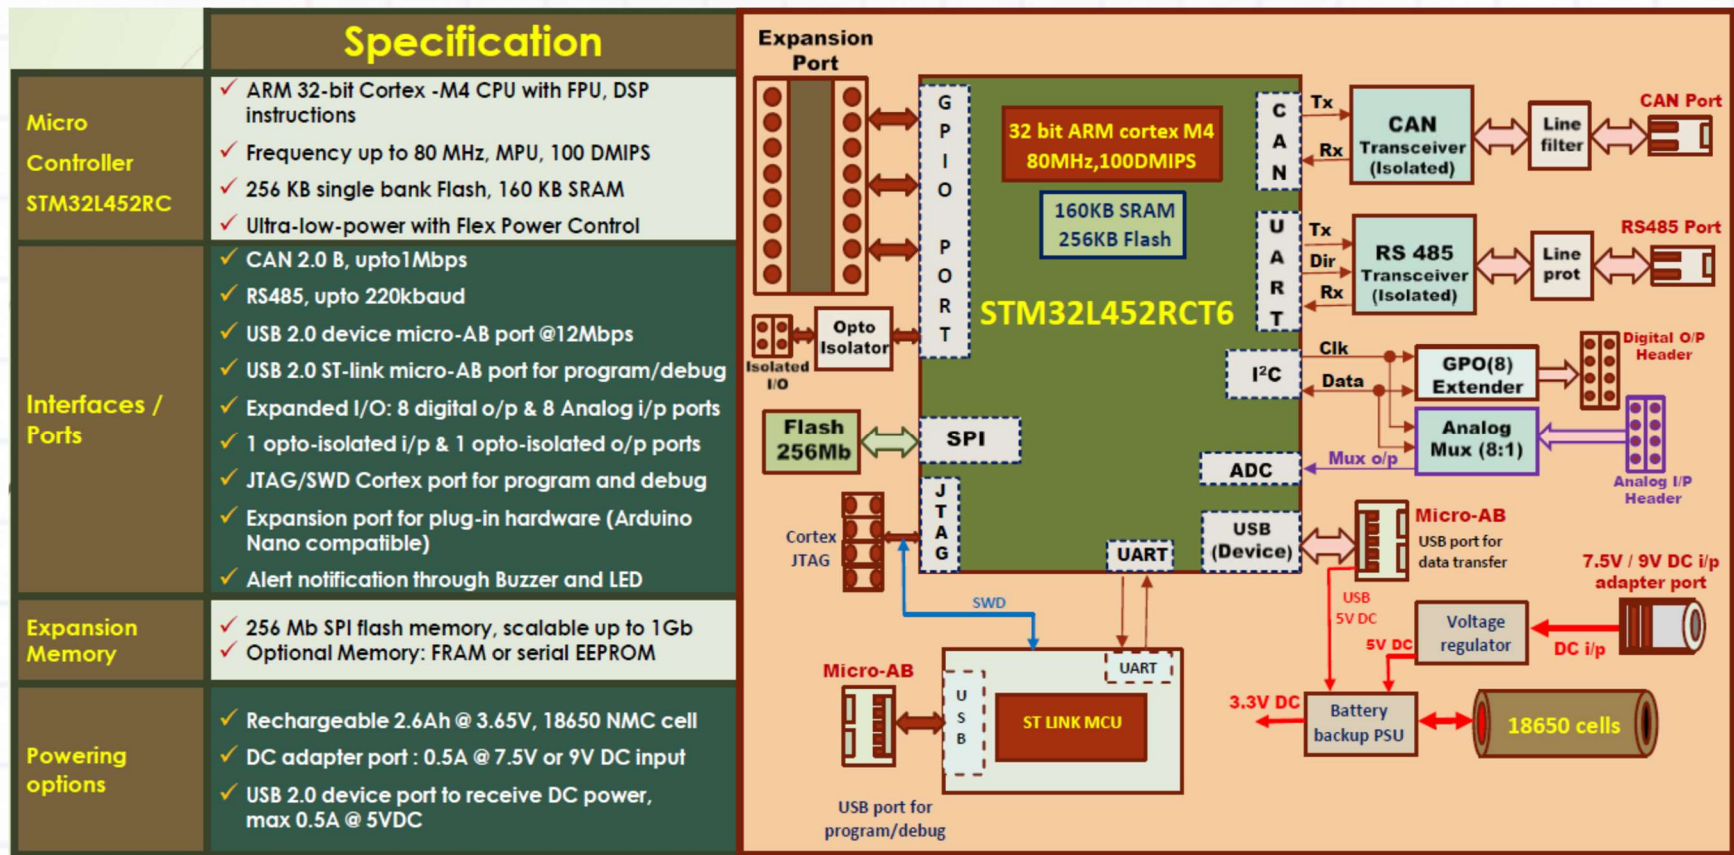 Specification
Micro
Controller
STM32L452RC
✓ ARM 32-bit Cortex -M4 CPU with FPU, DSP
instructions
✓ Frequency up to 80 MHz, MPU, 100 DMIPS
✓ 256 KB single bank Flash, 160 KB SRAM
✓ Ultra-low-power with Flex Power Control
Interfaces /
Ports
✓ CAN 2.0 B, upto1Mbps
✓ RS485, upto 220kbaud
✓ USB 2.0 device micro-AB port @12Mbps
✓ USB 2.0 ST-link micro-AB port for program/debug
✓ Expanded I/O: 8 digital o/p & 8 Analog i/p ports
✓ 1 opto-isolated i/p & 1 opto-isolated o/p ports
✓ JTAG/SWD Cortex port for program and debug
✓ Expansion port for plug-in hardware (Arduino
Nano compatible)
✓ Alert notification through Buzzer and LED
Expansion
Memory
✓ 256 Mb SPI flash memory, scalable up to 1Gb
✓ Optional Memory: FRAM or serial EEPROM
Powering
options
✓ Rechargeable 2.6Ah @ 3.65V, 18650 NMC cell
✓ DC adapter port : 0.5A @ 7.5V or 9V DC input
✓ USB 2.0 device port to receive DC power,
max 0.5A @ 5VDC
Expansion
Port
GPIO PORT
32 bit ARM cortex M4
80MHz,100DMIPS
160KB SRAM
256KB Flash
STM32L452RCT6
CAN
Tx
Rx
CAN
Transceiver
(Isolated)
Line
filter
CAN Port
UART
Tx
Dir
Rx
RS 485
Transceiver
(Isolated)
Line
prot
RS485 Port
Isolated
I/O
Opto
Isolator
I²C
Clk
Data
GPO(8)
Extender
Digital O/P
Header
Flash
256Mb
SPI
Analog
Mux (8:1)
Mux o/p
ADC
Analog I/P
Header
Cortex
JTAG
JTAG
UART
USB
(Device)
Micro-AB
USB port for
data transfer
SWD
USB
5V DC
7.5V / 9V DC i/p
adapter port
Voltage
regulator
5V DC
DC i/p
Micro-AB
USB
UART
ST LINK MCU
3.3V DC
Battery
backup PSU
18650 cells
USB port for
program/debug